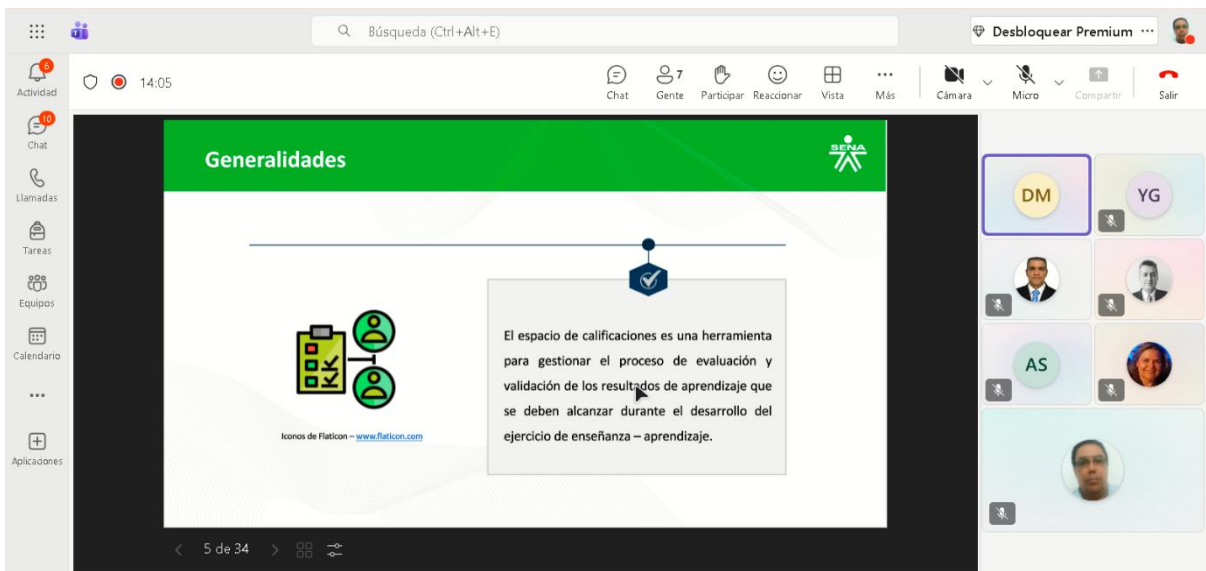 Búsqueda (Ctrl+Alt+E)
Desbloquear Premium ...
6
Actividad
14:05
7
Chat
Gente
Participar
Reaccionar
Vista
Más
Cámara
Micro
Compartir
Salir
10
Chat
Llamadas
Tareas
Equipos
Calendario
Aplicaciones
Generalidades
SENA
El espacio de calificaciones es una herramienta
para gestionar el proceso de evaluación y
validación de los resultados de aprendizaje que
se deben alcanzar durante el desarrollo del
ejercicio de enseñanza – aprendizaje.
Iconos de Flaticon – www.flaticon.com
5 de 34
DM
YG
AS